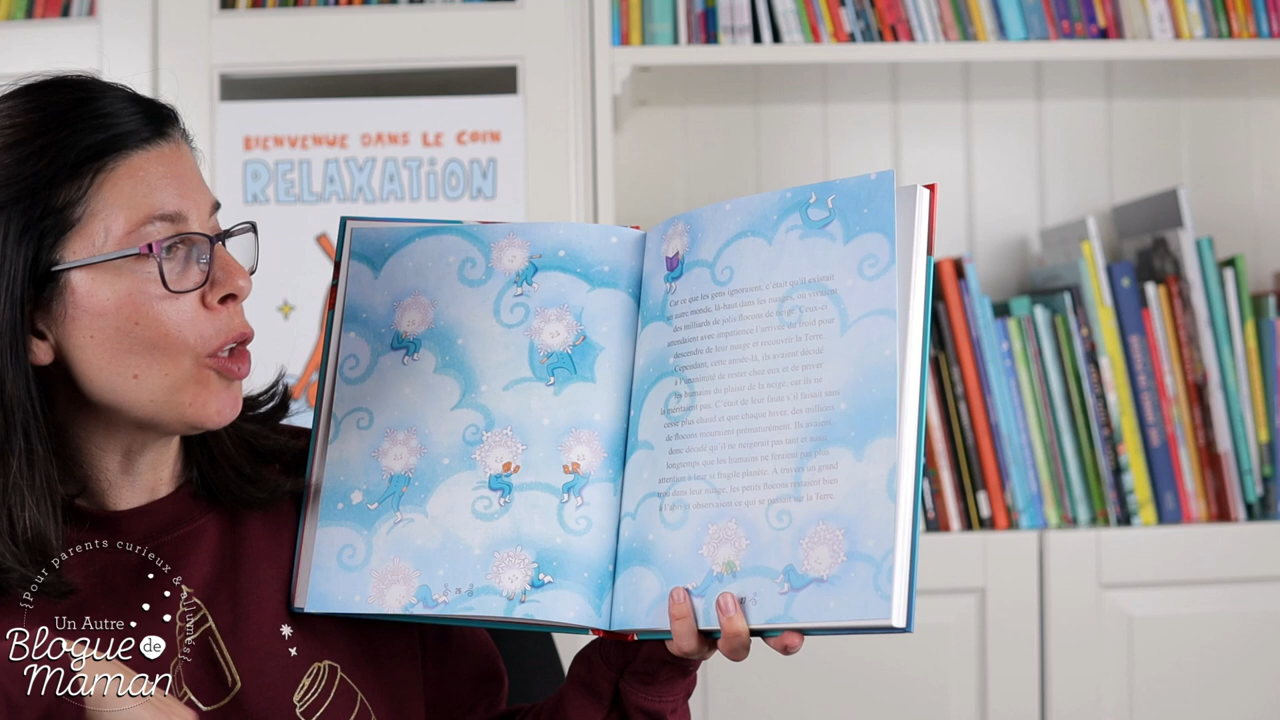 BIENVENUE DANS LE COIN
RELAXATION
Car ce que les gens ignoraient, c'était qu'il existait
un autre monde, là-haut dans les nuages, où vivaient
des milliards de jolis flocons de neige. Ceux-ci
attendaient avec impatience l'arrivée du froid pour
descendre de leur nuage et recouvrir la Terre.
Cependant, cette année-là, ils avaient décidé
à l'unanimité de rester chez eux et de priver
les humains du plaisir de la neige, car ils ne
la méritaient pas. C'était de leur faute s'il faisait sans
cesse plus chaud et que chaque hiver, des millions
de flocons mouraient prématurément. Ils avaient
donc décidé qu'il ne neigerait pas tant et aussi
longtemps que les humains ne feraient pas plus
attention à leur si fragile planète. À travers un grand
trou dans leur nuage, les petits flocons restaient bien
à l'abri et observaient ce qui se passait sur la Terre.
{Pour parents curieux & allumés}
Un Autre
Blogue de
Maman